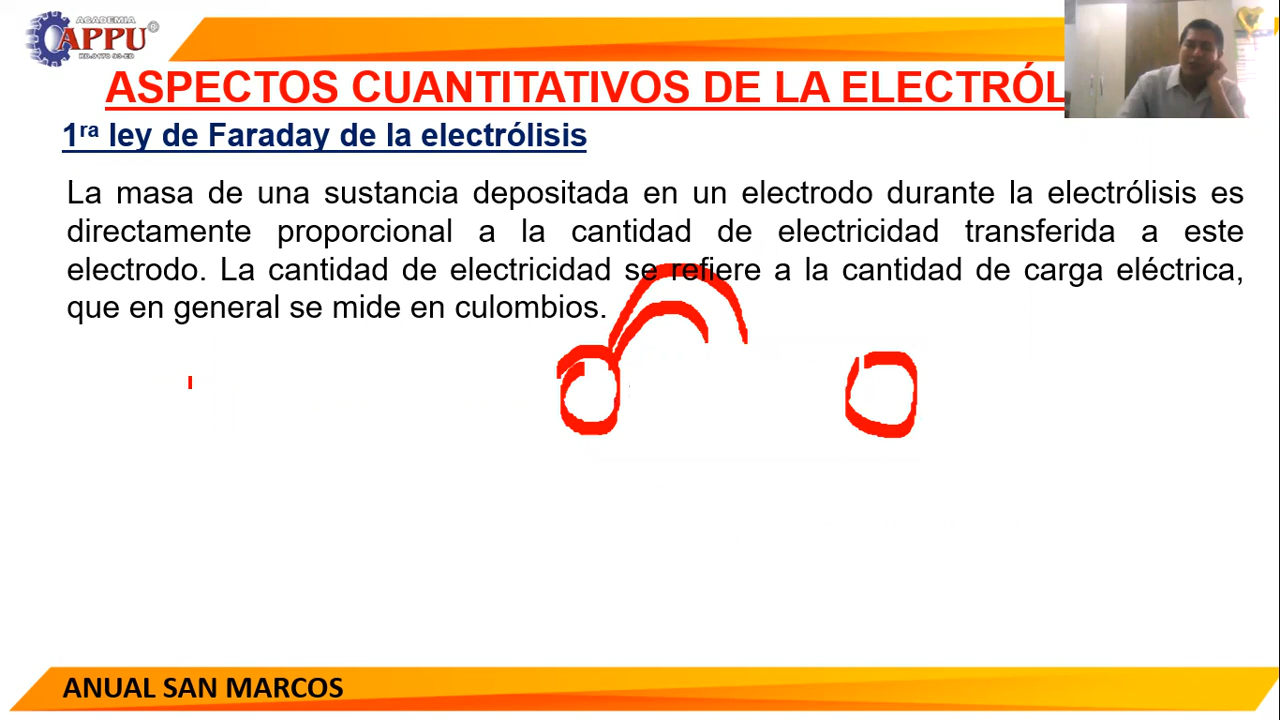 ACADEMIA
APPU
ASPECTOS CUANTITATIVOS DE LA ELECTRÓL
1ra ley de Faraday de la electrólisis
La masa de una sustancia depositada en un electrodo durante la electrólisis es
directamente proporcional a la cantidad de electricidad transferida a este
electrodo. La cantidad de electricidad se refiere a la cantidad de carga eléctrica,
que en general se mide en culombios.
ANUAL SAN MARCOS